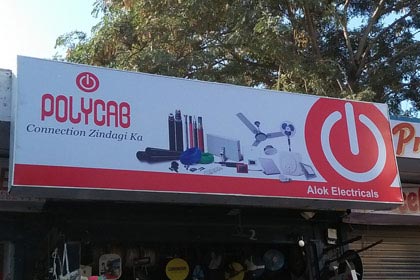 POLYCAB
Connection Zindagi Ka
Alok Electricals